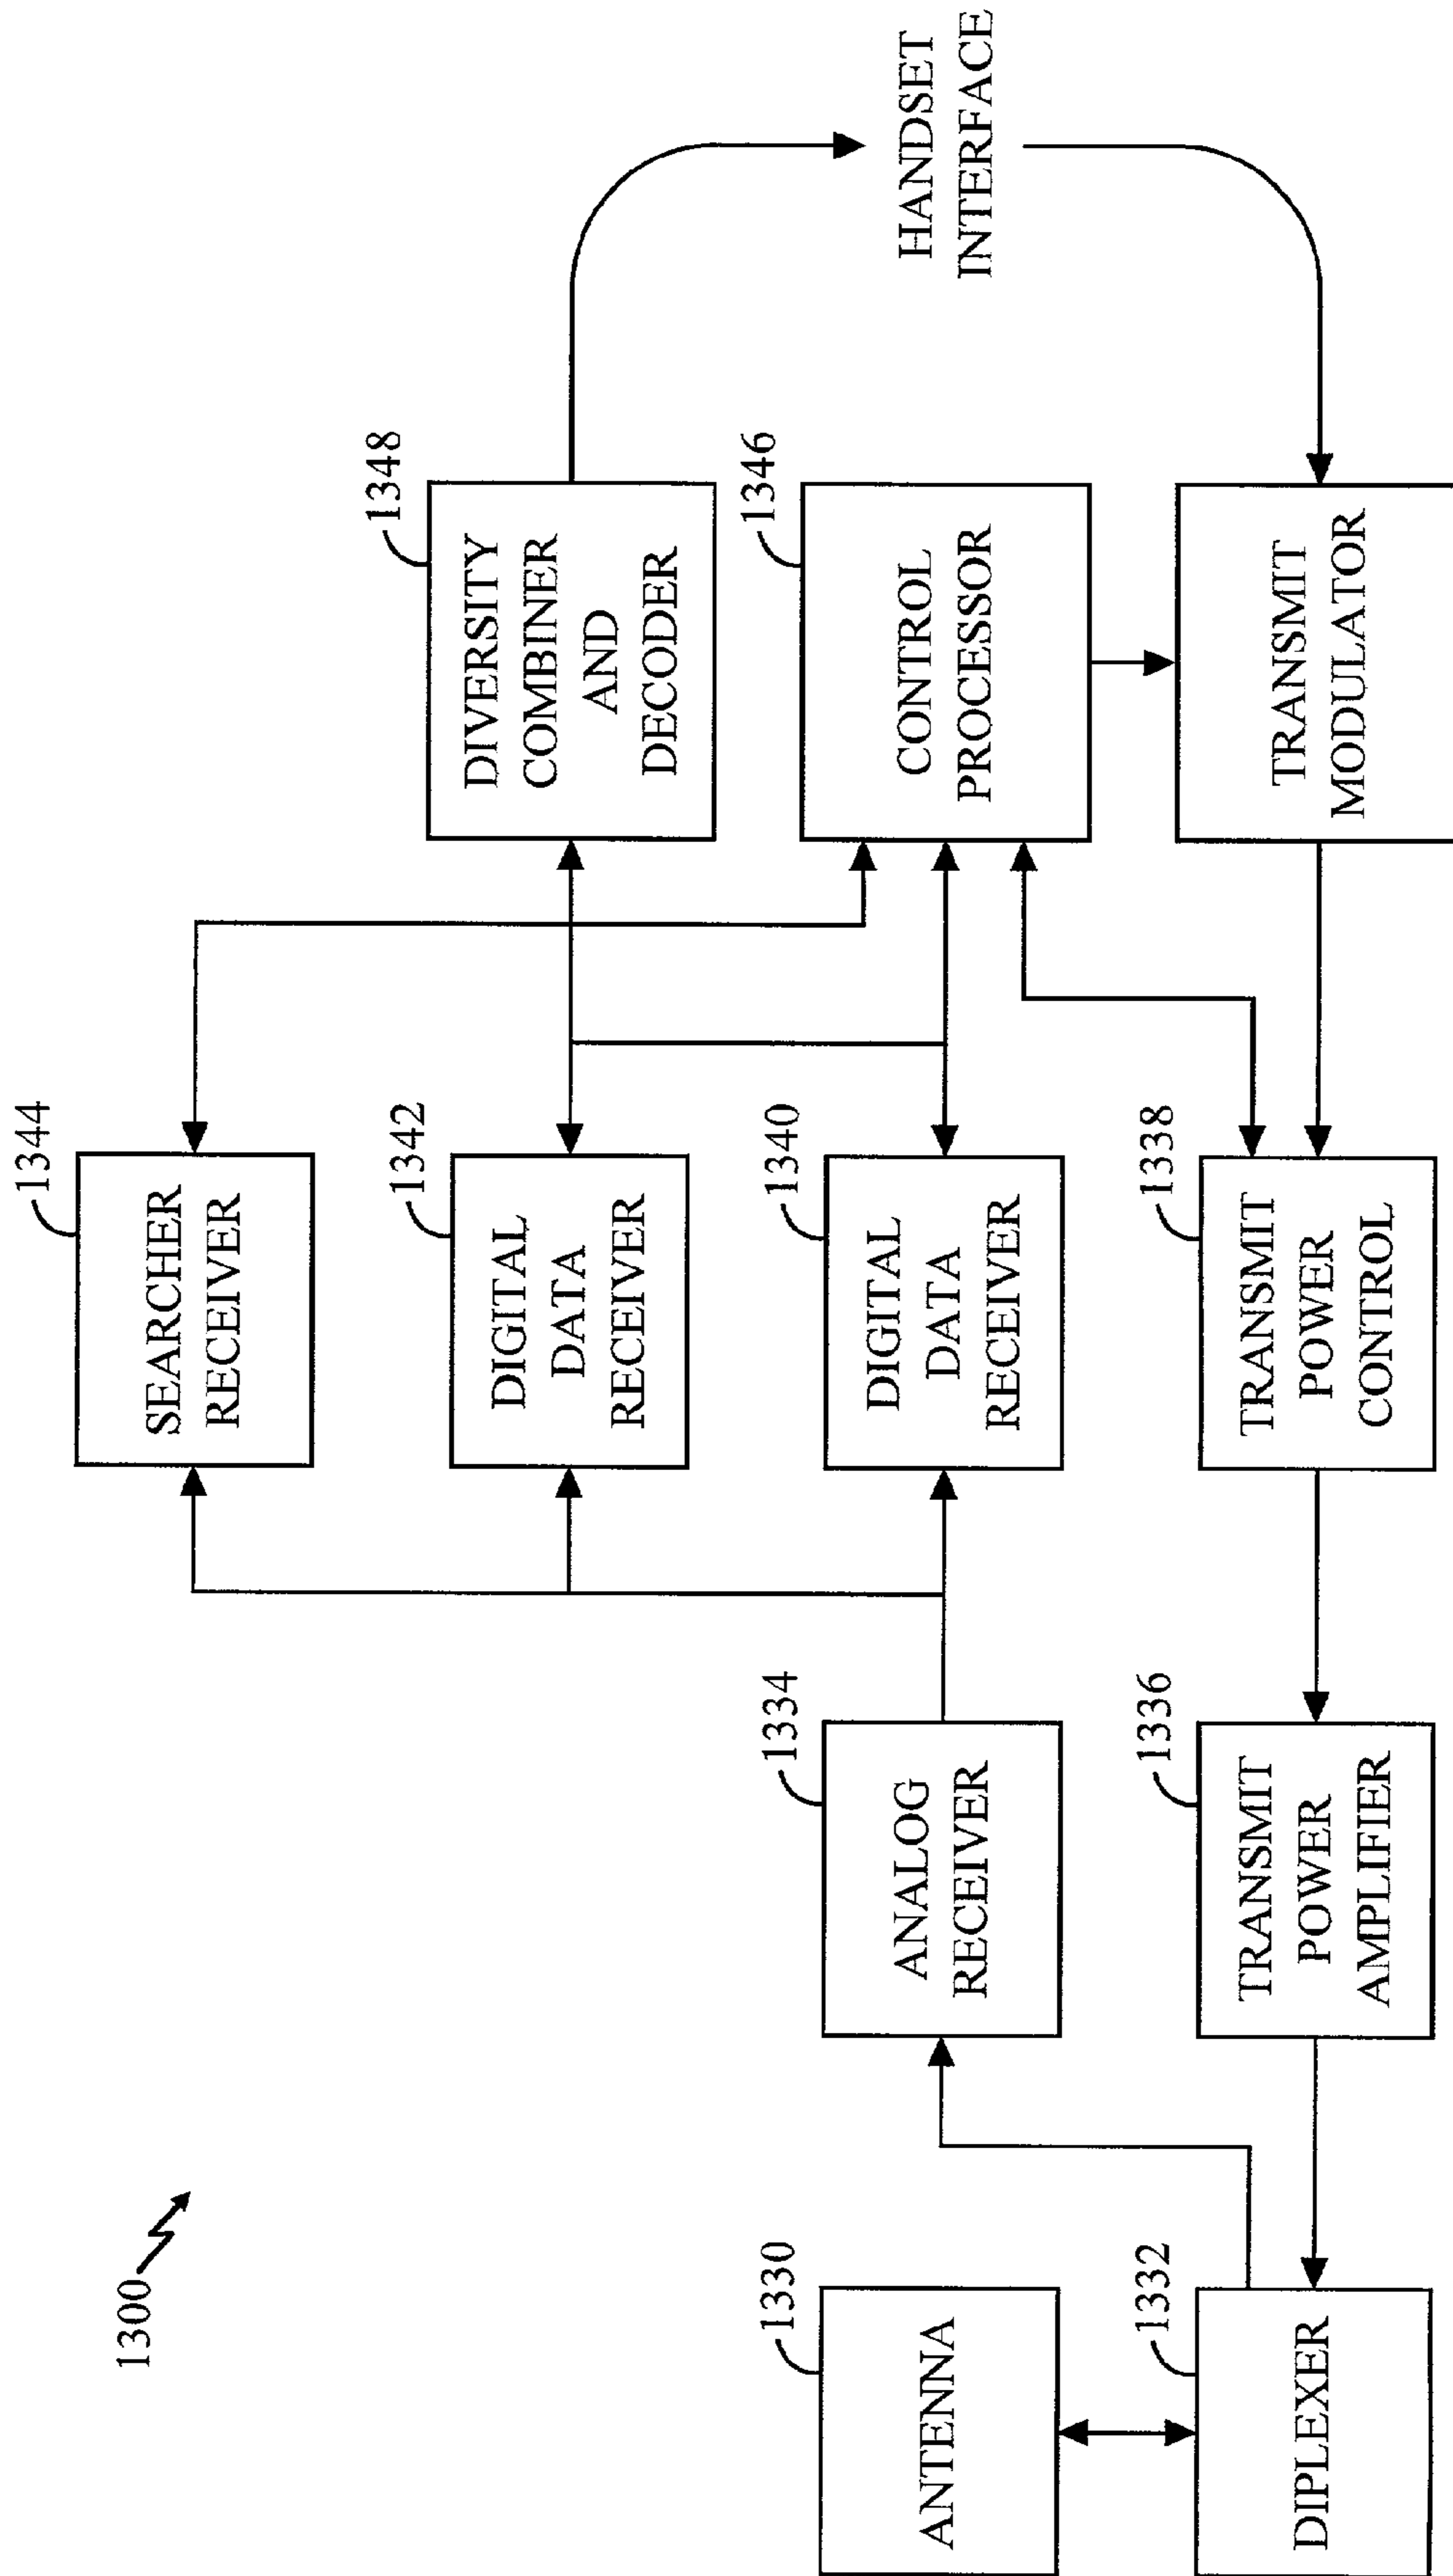 1300
1344
SEARCHER
RECEIVER
1342
DIGITAL
DATA
RECEIVER
1348
DIVERSITY
COMBINER
AND
DECODER
1330
ANTENNA
1334
ANALOG
RECEIVER
1340
DIGITAL
DATA
RECEIVER
1346
CONTROL
PROCESSOR
HANDSET
INTERFACE
1332
DIPLEXER
1336
TRANSMIT
POWER
AMPLIFIER
1338
TRANSMIT
POWER
CONTROL
TRANSMIT
MODULATOR